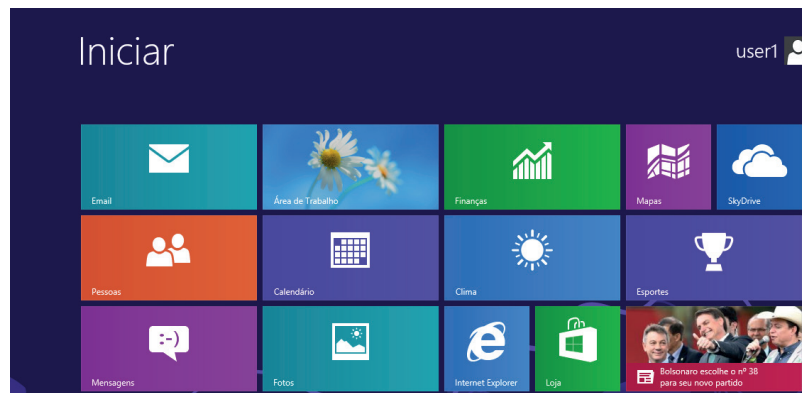 Iniciar
user1
Email
Área de Trabalho
Finanças
Mapas
SkyDrive
Pessoas
Calendário
Clima
Esportes
:-)
Mensagens
Fotos
Internet Explorer
Loja
Bolsonaro escolhe o nº 38
para seu novo partido